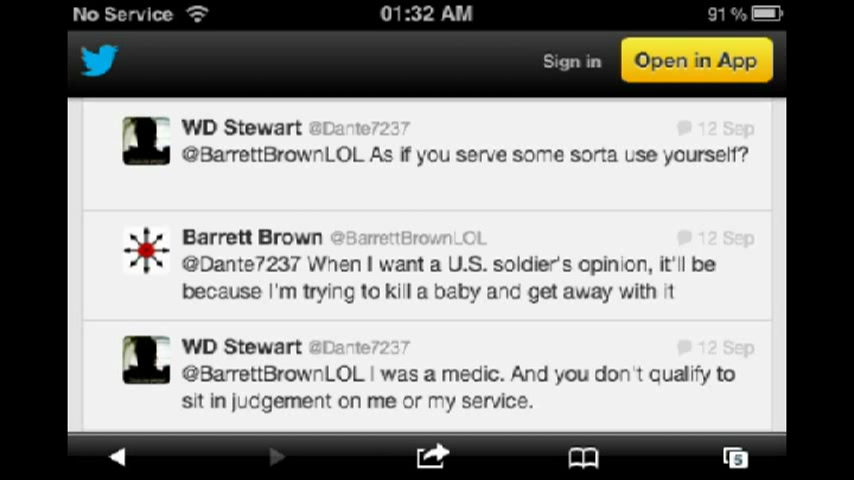 No Service 01:32 AM 91 %
Sign in Open in App
WD Stewart @Dante7237 12 Sep
@BarrettBrownLOL As if you serve some sorta use yourself?
Barrett Brown @BarrettBrownLOL 12 Sep
@Dante7237 When I want a U.S. soldier's opinion, it'll be
because I'm trying to kill a baby and get away with it
WD Stewart @Dante7237 12 Sep
@BarrettBrownLOL I was a medic. And you don't qualify to
sit in judgement on me or my service.
5